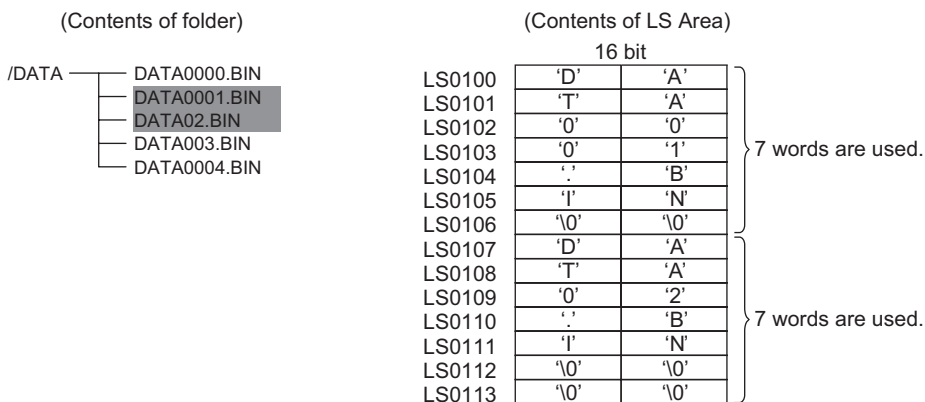 (Contents of folder)
/DATA
DATA0000.BIN
DATA0001.BIN
DATA02.BIN
DATA003.BIN
DATA0004.BIN
(Contents of LS Area)
16 bit
LS0100 ‘D’ ‘A’
LS0101 ‘T’ ‘A’
LS0102 ‘0’ ‘0’
LS0103 ‘0’ ‘1’
LS0104 ‘.’ ‘B’
LS0105 ‘I’ ‘N’
LS0106 ‘\0’ ‘\0’
7 words are used.
LS0107 ‘D’ ‘A’
LS0108 ‘T’ ‘A’
LS0109 ‘0’ ‘2’
LS0110 ‘.’ ‘B’
LS0111 ‘I’ ‘N’
LS0112 ‘\0’ ‘\0’
LS0113 ‘\0’ ‘\0’
7 words are used.